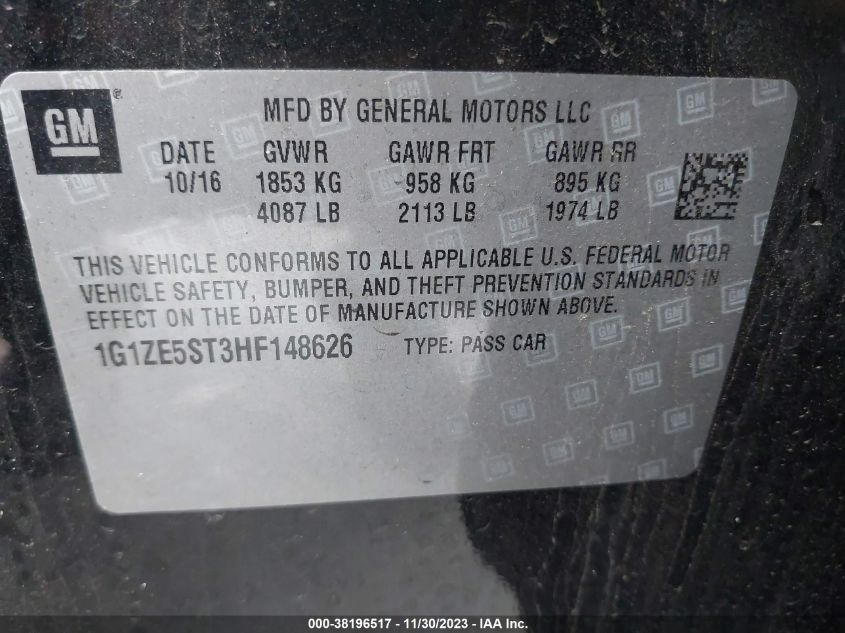 GM®
MFD BY GENERAL MOTORS LLC
DATE GVWR GAWR FRT GAWR RR
10/16 1853 KG 958 KG 895 KG
4087 LB 2113 LB 1974 LB
THIS VEHICLE CONFORMS TO ALL APPLICABLE U.S. FEDERAL MOTOR
VEHICLE SAFETY, BUMPER, AND THEFT PREVENTION STANDARDS IN
EFFECT ON THE DATE OF MANUFACTURE SHOWN ABOVE.
1G1ZE5ST3HF148626 TYPE: PASS CAR
000-38196517 - 11/30/2023 - IAA Inc.